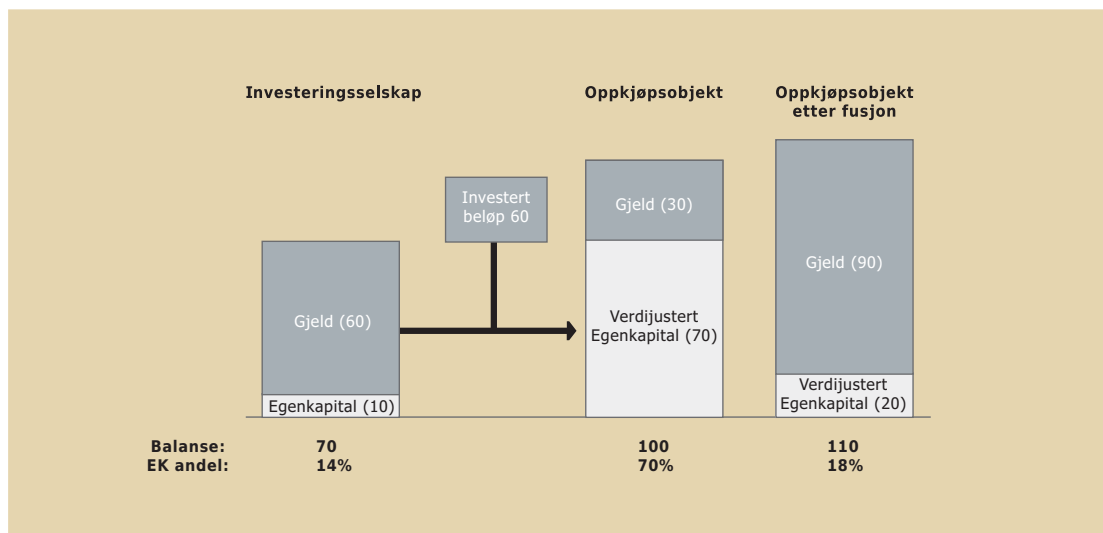 Investeringsselskap
Oppkjøpsobjekt
Oppkjøpsobjekt
etter fusjon
Investert
beløp 60
Gjeld (60)
Egenkapital (10)
Gjeld (30)
Verdijustert
Egenkapital (70)
Gjeld (90)
Verdijustert
Egenkapital (20)
Balanse: 70 100 110
EK andel: 14% 70% 18%